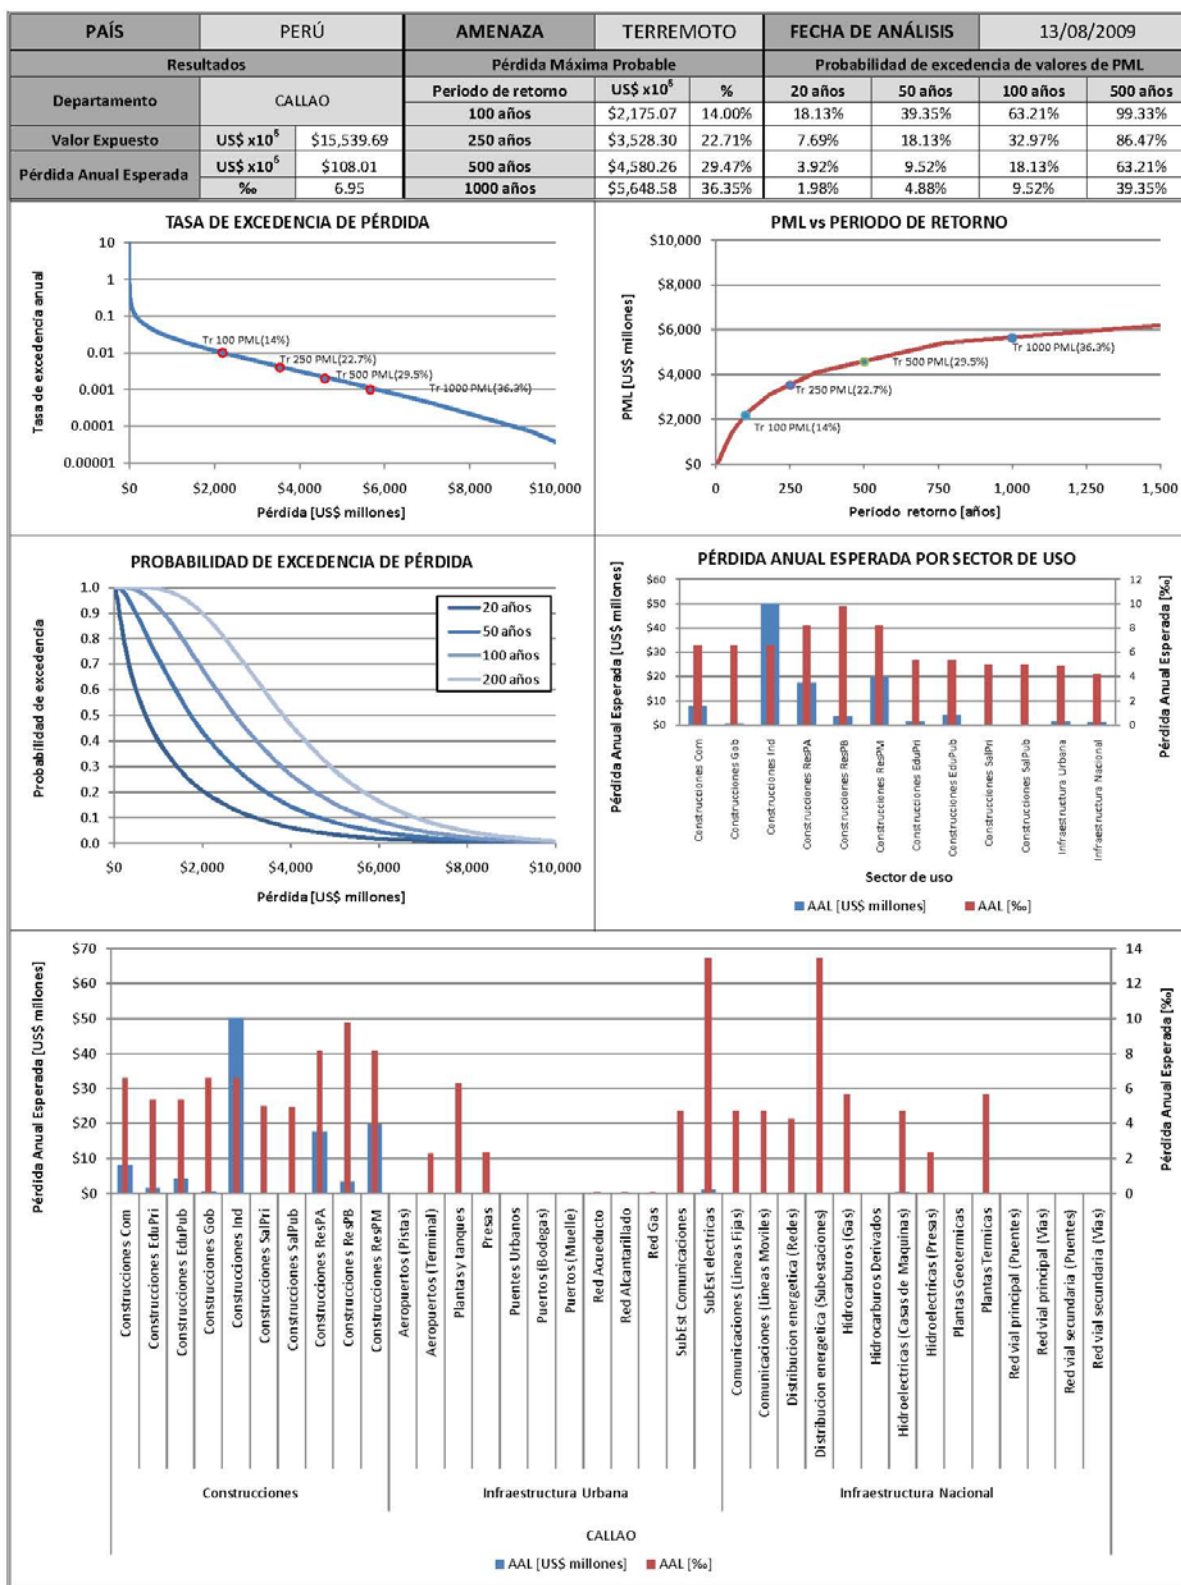 PAÍS PERÚ AMENAZA TERREMOTO FECHA DE ANÁLISIS 13/08/2009
Resultados Pérdida Máxima Probable Probabilidad de excedencia de valores de PML
Departamento CALLAO Periodo de retorno US$ x10⁶ % 20 años 50 años 100 años 500 años
100 años $2,175.07 14.00% 18.13% 39.35% 63.21% 99.33%
Valor Expuesto US$ x10⁶ $15,539.69 250 años $3,528.30 22.71% 7.69% 18.13% 32.97% 86.47%
Pérdida Anual Esperada US$ x10⁶ $108.01 500 años $4,580.26 29.47% 3.92% 9.52% 18.13% 63.21%
‰ 6.95 1000 años $5,648.58 36.35% 1.98% 4.88% 9.52% 39.35%
TASA DE EXCEDENCIA DE PÉRDIDA
Tasa de excedencia anual
10
1
0.1
0.01
0.001
0.0001
0.00001
Tr 100 PML(14%)
Tr 250 PML(22.7%)
Tr 500 PML(29.5%)
Tr 1000 PML(36.3%)
$0 $2,000 $4,000 $6,000 $8,000 $10,000
Pérdida [US$ millones]
PML vs PERIODO DE RETORNO
PML [US$ millones]
$10,000
$8,000
$6,000
$4,000
$2,000
$0
Tr 1000 PML(36.3%)
Tr 500 PML(29.5%)
Tr 250 PML(22.7%)
Tr 100 PML(14%)
0 250 500 750 1,000 1,250 1,500
Período retorno [años]
PROBABILIDAD DE EXCEDENCIA DE PÉRDIDA
Probabilidad de excedencia
1.0
0.9
0.8
0.7
0.6
0.5
0.4
0.3
0.2
0.1
0.0
20 años
50 años
100 años
200 años
$0 $2,000 $4,000 $6,000 $8,000 $10,000
Pérdida [US$ millones]
PÉRDIDA ANUAL ESPERADA POR SECTOR DE USO
Pérdida Anual Esperada [US$ millones]
$60
$50
$40
$30
$20
$10
$0
12
10
8
6
4
2
0
Pérdida Anual Esperada [‰]
Construcciones Com
Construcciones Gob
Construcciones Ind
Construcciones ResPA
Construcciones ResPB
Construcciones ResPM
Construcciones EduPri
Construcciones EduPub
Construcciones SalPri
Construcciones SalPub
Infraestructura Urbana
Infraestructura Nacional
Sector de uso
AAL [US$ millones] AAL [‰]
Pérdida Anual Esperada [US$ millones]
$70
$60
$50
$40
$30
$20
$10
$0
14
12
10
8
6
4
2
0
Pérdida Anual Esperada [‰]
Construcciones Com
Construcciones EduPri
Construcciones EduPub
Construcciones Gob
Construcciones Ind
Construcciones SalPri
Construcciones SalPub
Construcciones ResPA
Construcciones ResPB
Construcciones ResPM
Aeropuertos (Pistas)
Aeropuertos (Terminal)
Plantas y tanques
Presas
Puentes Urbanos
Puertos (Bodegas)
Puertos (Muelle)
Red Acueducto
Red Alcantarillado
Red Gas
SubEst Comunicaciones
SubEst electricas
Comunicaciones (Lineas Fijas)
Comunicaciones (Lineas Moviles)
Distribucion energetica (Redes)
Distribucion energetica (Subestaciones)
Hidrocarburos (Gas)
Hidrocarburos Derivados
Hidroelectricas (Casas de Maquinas)
Hidroelectricas (Presas)
Plantas Geotermicas
Plantas Termicas
Red vial principal (Puentes)
Red vial principal (Vias)
Red vial secundaria (Puentes)
Red vial secundaria (Vias)
Construcciones Infraestructura Urbana Infraestructura Nacional
CALLAO
AAL [US$ millones] AAL [‰]